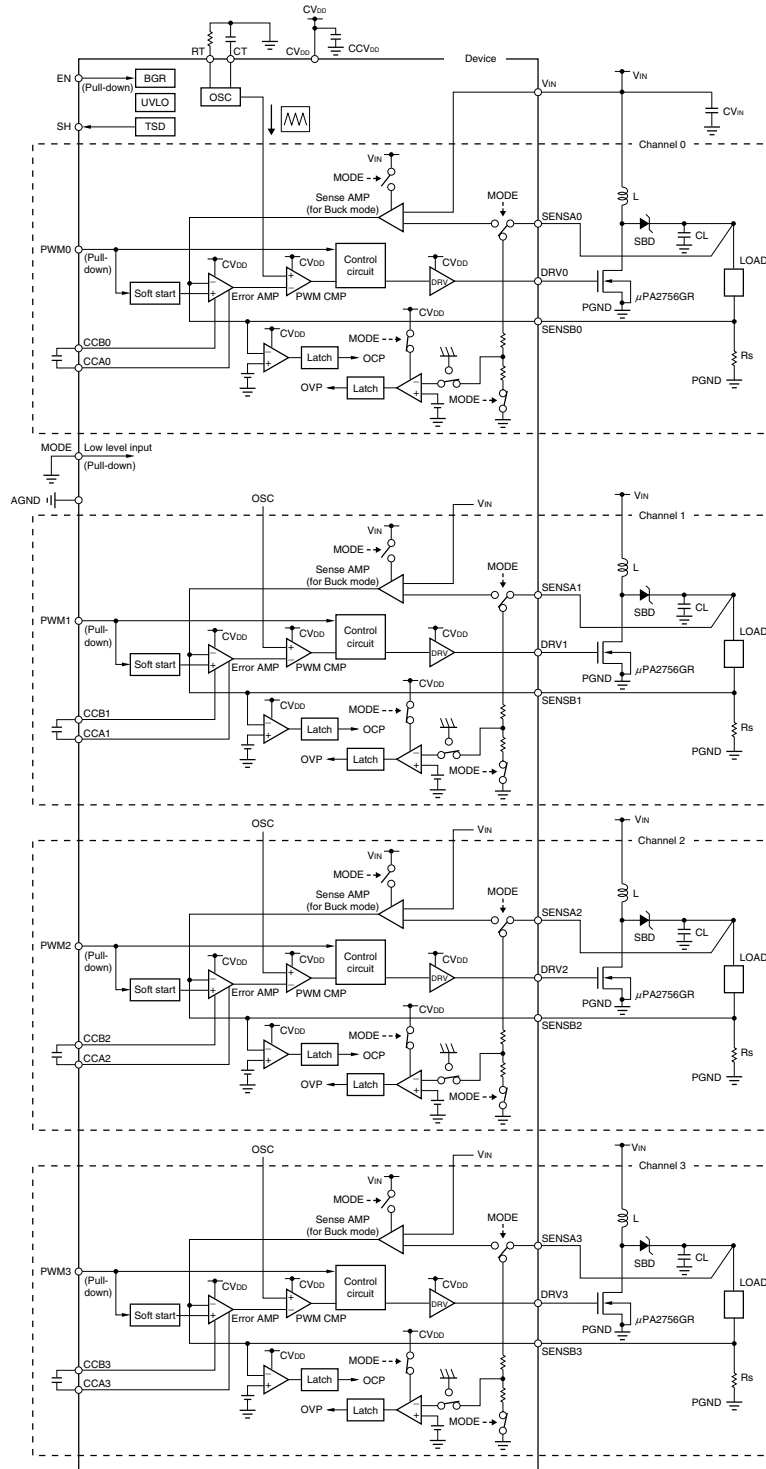 CVDD
RT
CT
CVDD
CCVDD
Device
EN
(Pull-down)
BGR
UVLO
OSC
SH
TSD
VIN
VIN
CVIN
Channel 0
VIN
MODE
Sense AMP
(for Buck mode)
MODE
SENSA0
L
SBD
CL
LOAD
PWM0
(Pull-
down)
Soft start
CVDD
Error AMP
CVDD
PWM CMP
Control
circuit
CVDD
DRV
DRV0
μPA2756GR
PGND
SENSB0
CCB0
CCA0
CVDD
Latch
OCP
MODE
CVDD
OVP
Latch
MODE
Rs
PGND
MODE
Low level input
(Pull-down)
AGND
OSC
VIN
VIN
Channel 1
VIN
MODE
Sense AMP
(for Buck mode)
MODE
SENSA1
L
SBD
CL
LOAD
PWM1
(Pull-
down)
Soft start
CVDD
Error AMP
CVDD
PWM CMP
Control
circuit
CVDD
DRV
DRV1
μPA2756GR
PGND
SENSB1
CCB1
CCA1
CVDD
Latch
OCP
MODE
CVDD
OVP
Latch
MODE
Rs
PGND
OSC
VIN
VIN
Channel 2
VIN
MODE
Sense AMP
(for Buck mode)
MODE
SENSA2
L
SBD
CL
LOAD
PWM2
(Pull-
down)
Soft start
CVDD
Error AMP
CVDD
PWM CMP
Control
circuit
CVDD
DRV
DRV2
μPA2756GR
PGND
SENSB2
CCB2
CCA2
CVDD
Latch
OCP
MODE
CVDD
OVP
Latch
MODE
Rs
PGND
OSC
VIN
VIN
Channel 3
VIN
MODE
Sense AMP
(for Buck mode)
MODE
SENSA3
L
SBD
CL
LOAD
PWM3
(Pull-
down)
Soft start
CVDD
Error AMP
CVDD
PWM CMP
Control
circuit
CVDD
DRV
DRV3
μPA2756GR
PGND
SENSB3
CCB3
CCA3
CVDD
Latch
OCP
MODE
CVDD
OVP
Latch
MODE
Rs
PGND